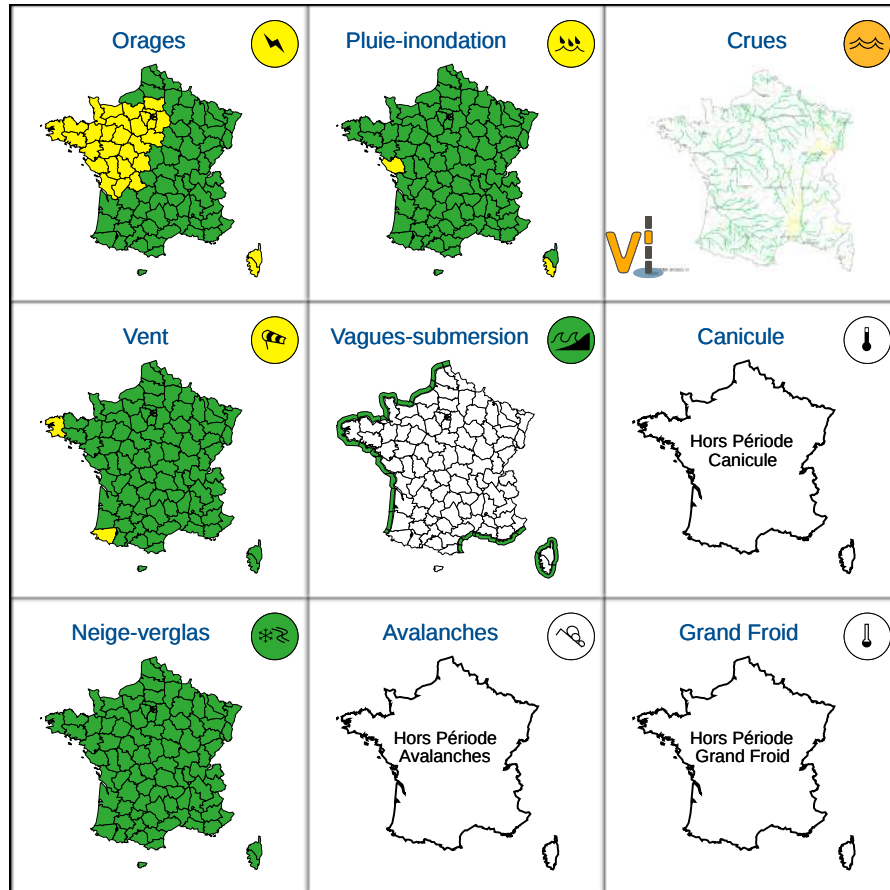 Orages
Pluie-inondation
Crues
Vent
Vagues-submersion
Canicule
Hors Période
Canicule
Neige-verglas
Avalanches
Hors Période
Avalanches
Grand Froid
Hors Période
Grand Froid